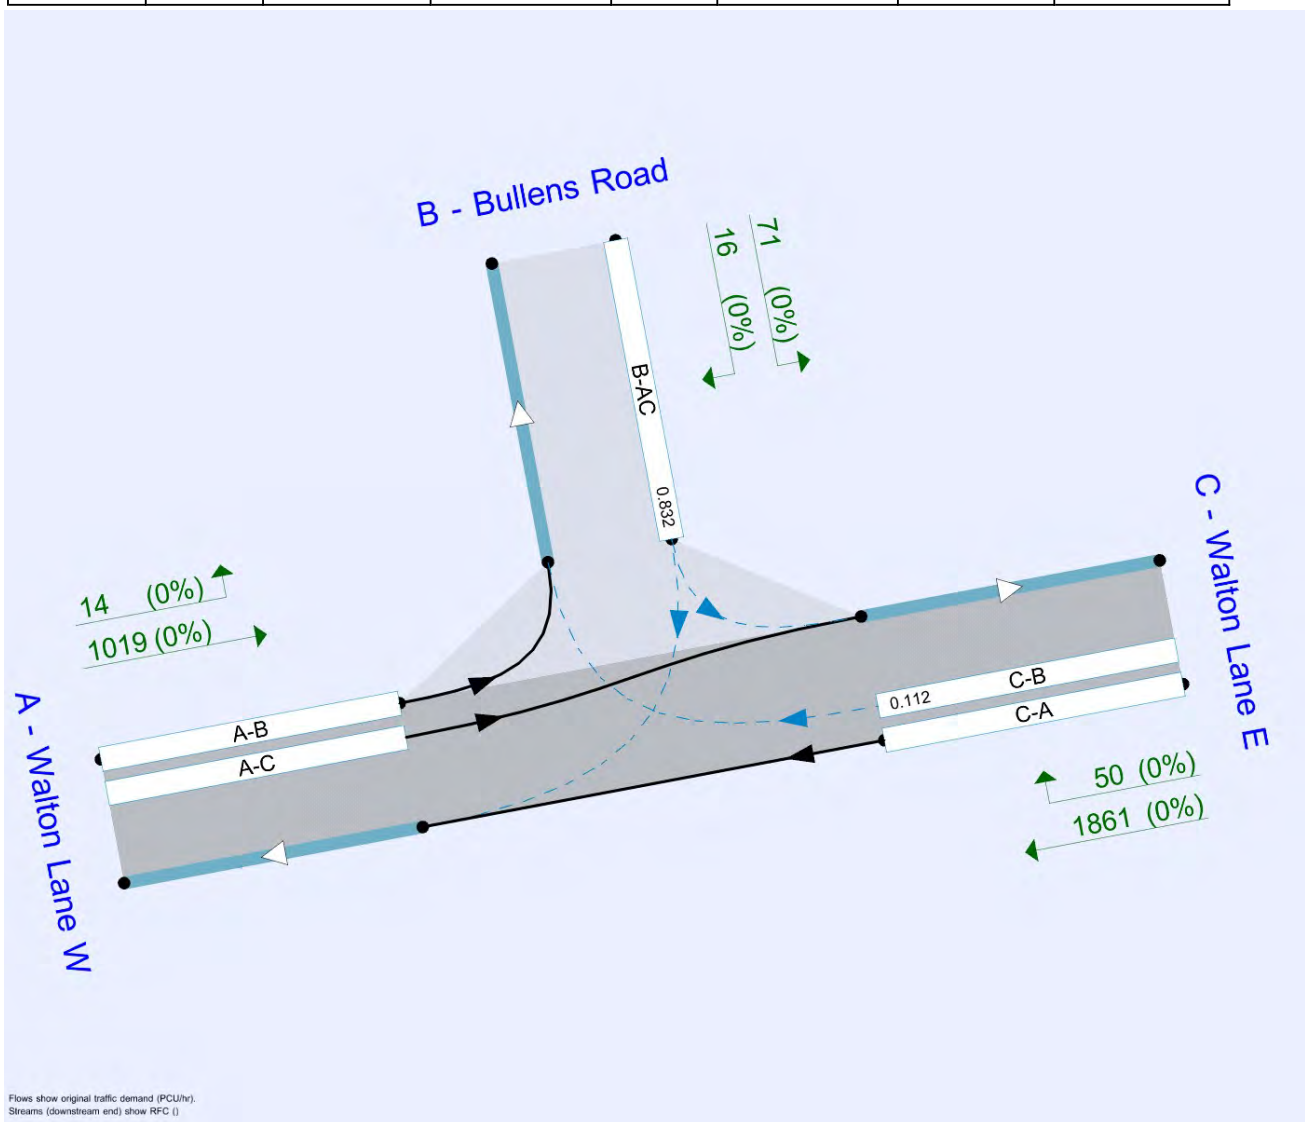 B - Bullens Road
16 (0%)
71 (0%)
B-AC
0.832
C - Walton Lane E
14 (0%)
1019 (0%)
A - Walton Lane W
A-B
A-C
C-B
0.112
C-A
50 (0%)
1861 (0%)
Flows show original traffic demand (PCU/hr).
Streams (downstream end) show RFC ()